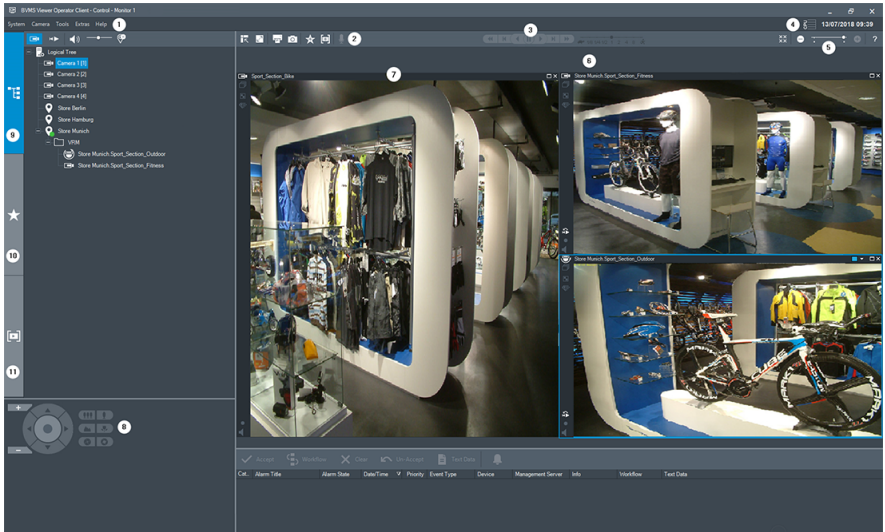 BVMS Viewer Operator Client - Control - Monitor 1
System Camera Tools Extras Help 1
4 13/07/2018 09:39
2
3
5
?
6
Logical Tree
Camera 1 [1]
Camera 2 [2]
Camera 3 [3]
Camera 4 [4]
Store Berlin
Store Hamburg
Store Munich
VRM
Store Munich.Sport_Section_Outdoor
Store Munich.Sport_Section_Fitness
9
10
11
Sport_Section_Bike 7
Store Munich.Sport_Section_Fitness
Store Munich.Sport_Section_Outdoor
CUBE
8
Accept Workflow Clear Un-Accept Text Data
Cat.. Alarm Title Alarm State Date/Time Priority Event Type Device Management Server Info Workflow Text Data